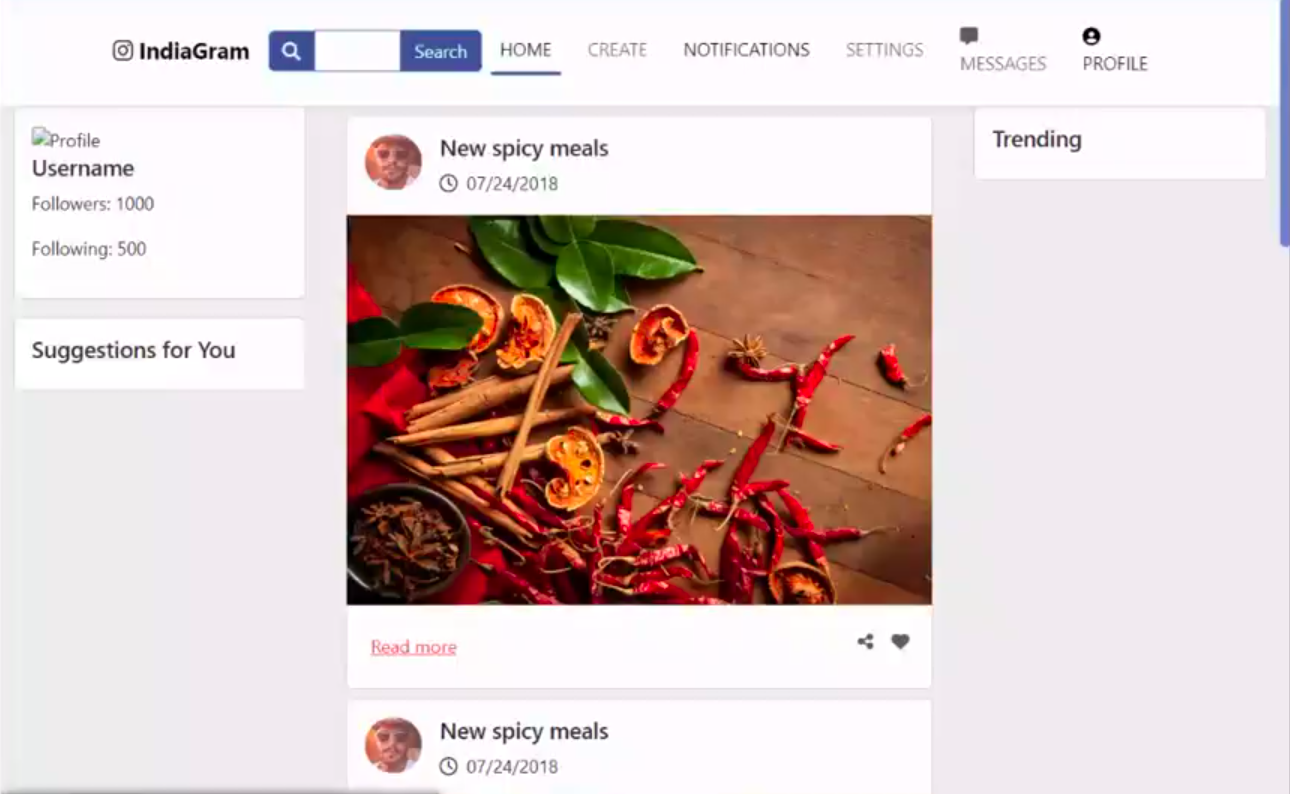 IndiaGram Search HOME CREATE NOTIFICATIONS SETTINGS MESSAGES PROFILE
Profile
Username
Followers: 1000
Following: 500
Suggestions for You
New spicy meals
07/24/2018
Read more
New spicy meals
07/24/2018
Trending